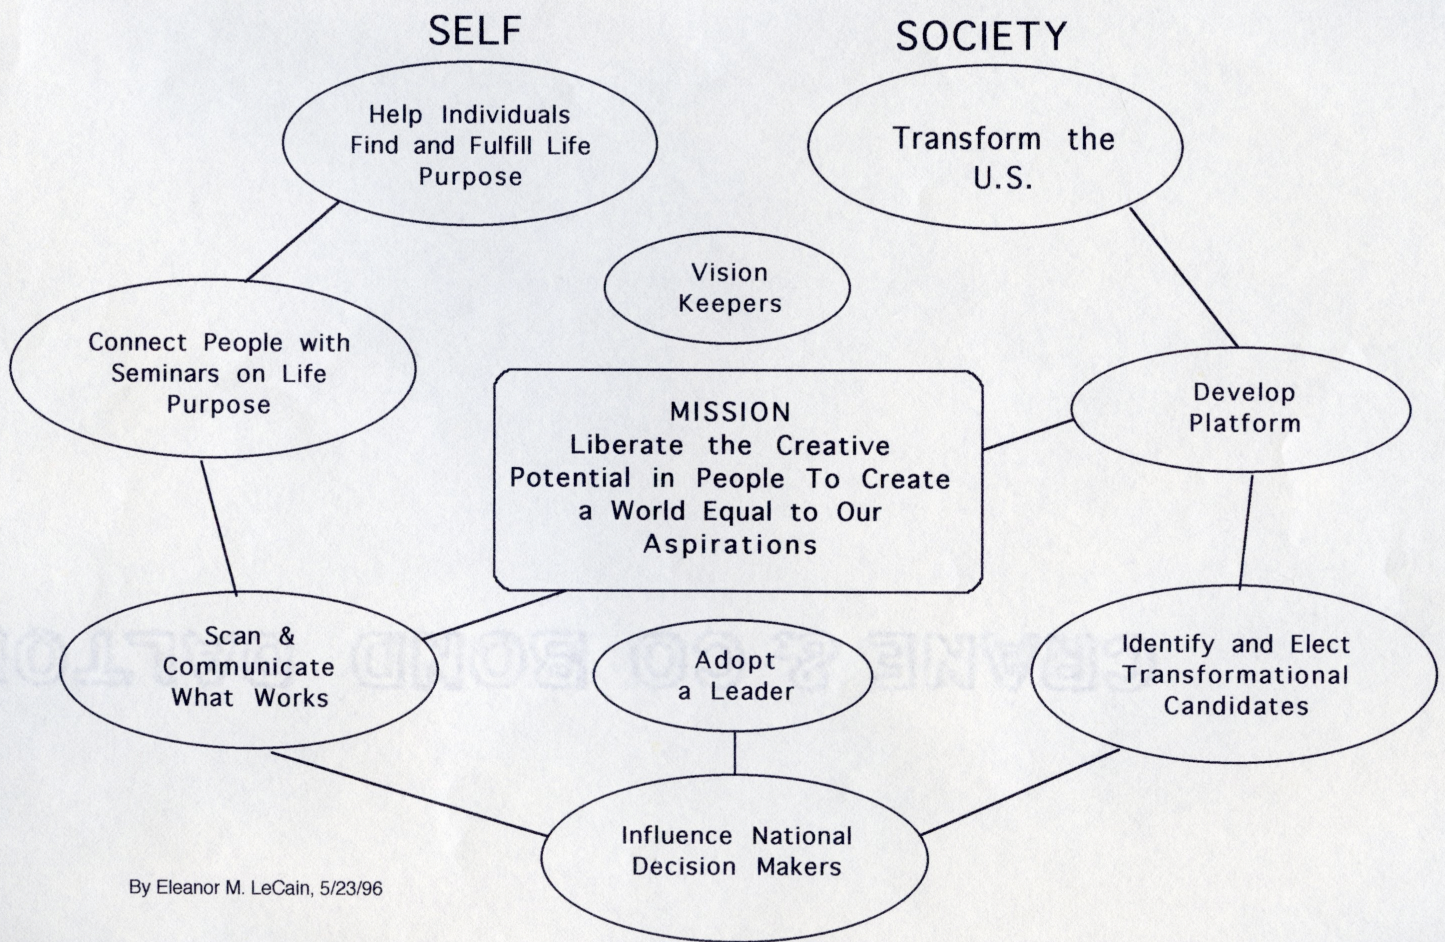 SELF
SOCIETY
Help Individuals
Find and Fulfill Life
Purpose
Transform the
U.S.
Vision
Keepers
Connect People with
Seminars on Life
Purpose
MISSION
Liberate the Creative
Potential in People To Create
a World Equal to Our
Aspirations
Develop
Platform
Scan &
Communicate
What Works
Adopt
a Leader
Identify and Elect
Transformational
Candidates
Influence National
Decision Makers
By Eleanor M. LeCain, 5/23/96